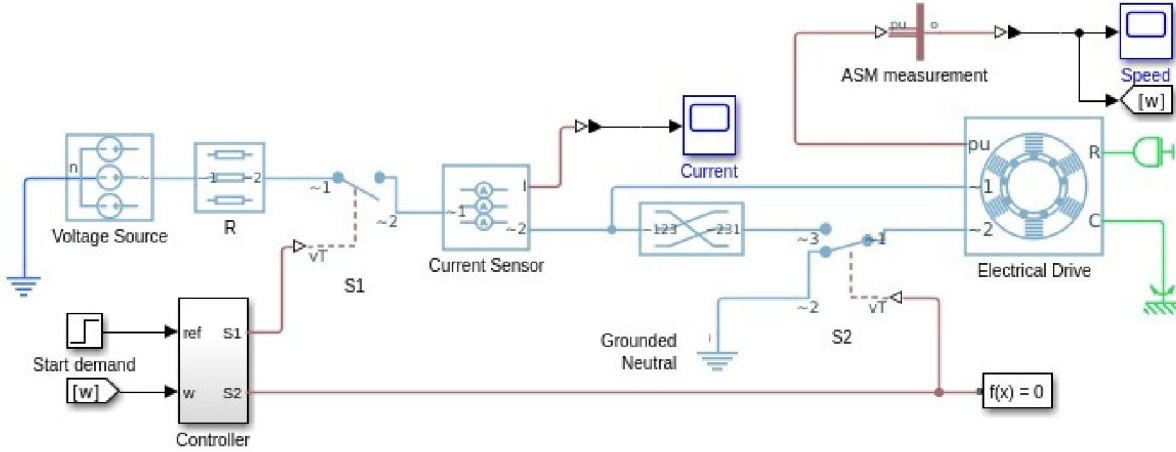 pu
o
ASM measurement
Speed
[w]
n
~
~1
~2
Voltage Source
R
~1
~2
vT
S1
I
~1
~2
Current Sensor
Current
~123
~231
~3
~1
~2
vT
S2
Grounded
Neutral
pu
~1
~2
R
C
Electrical Drive
Start demand
[w]
ref
w
S1
S2
Controller
f(x) = 0